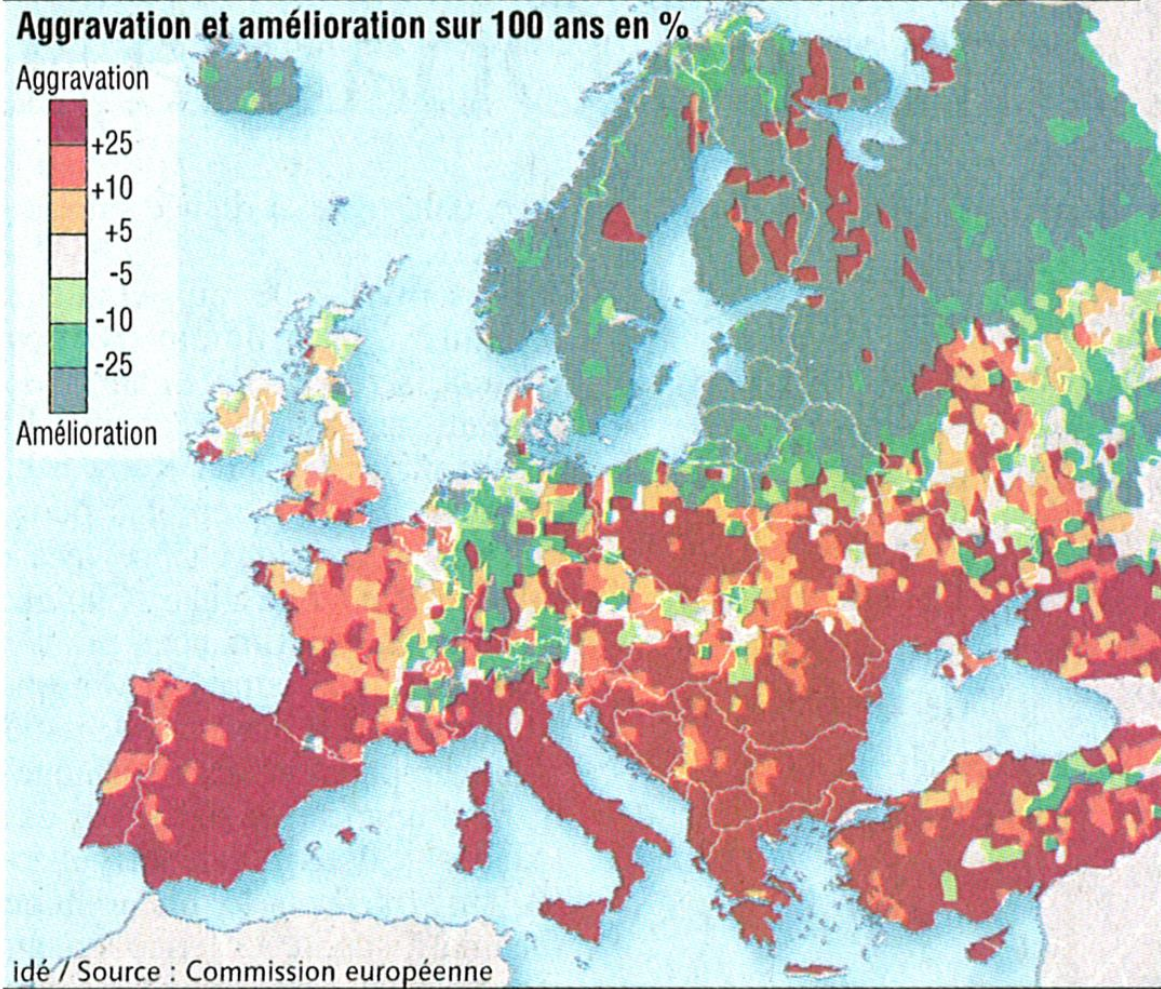 Aggravation et amélioration sur 100 ans en %
Aggravation
+25
+10
+5
-5
-10
-25
Amélioration
idé / Source : Commission européenne